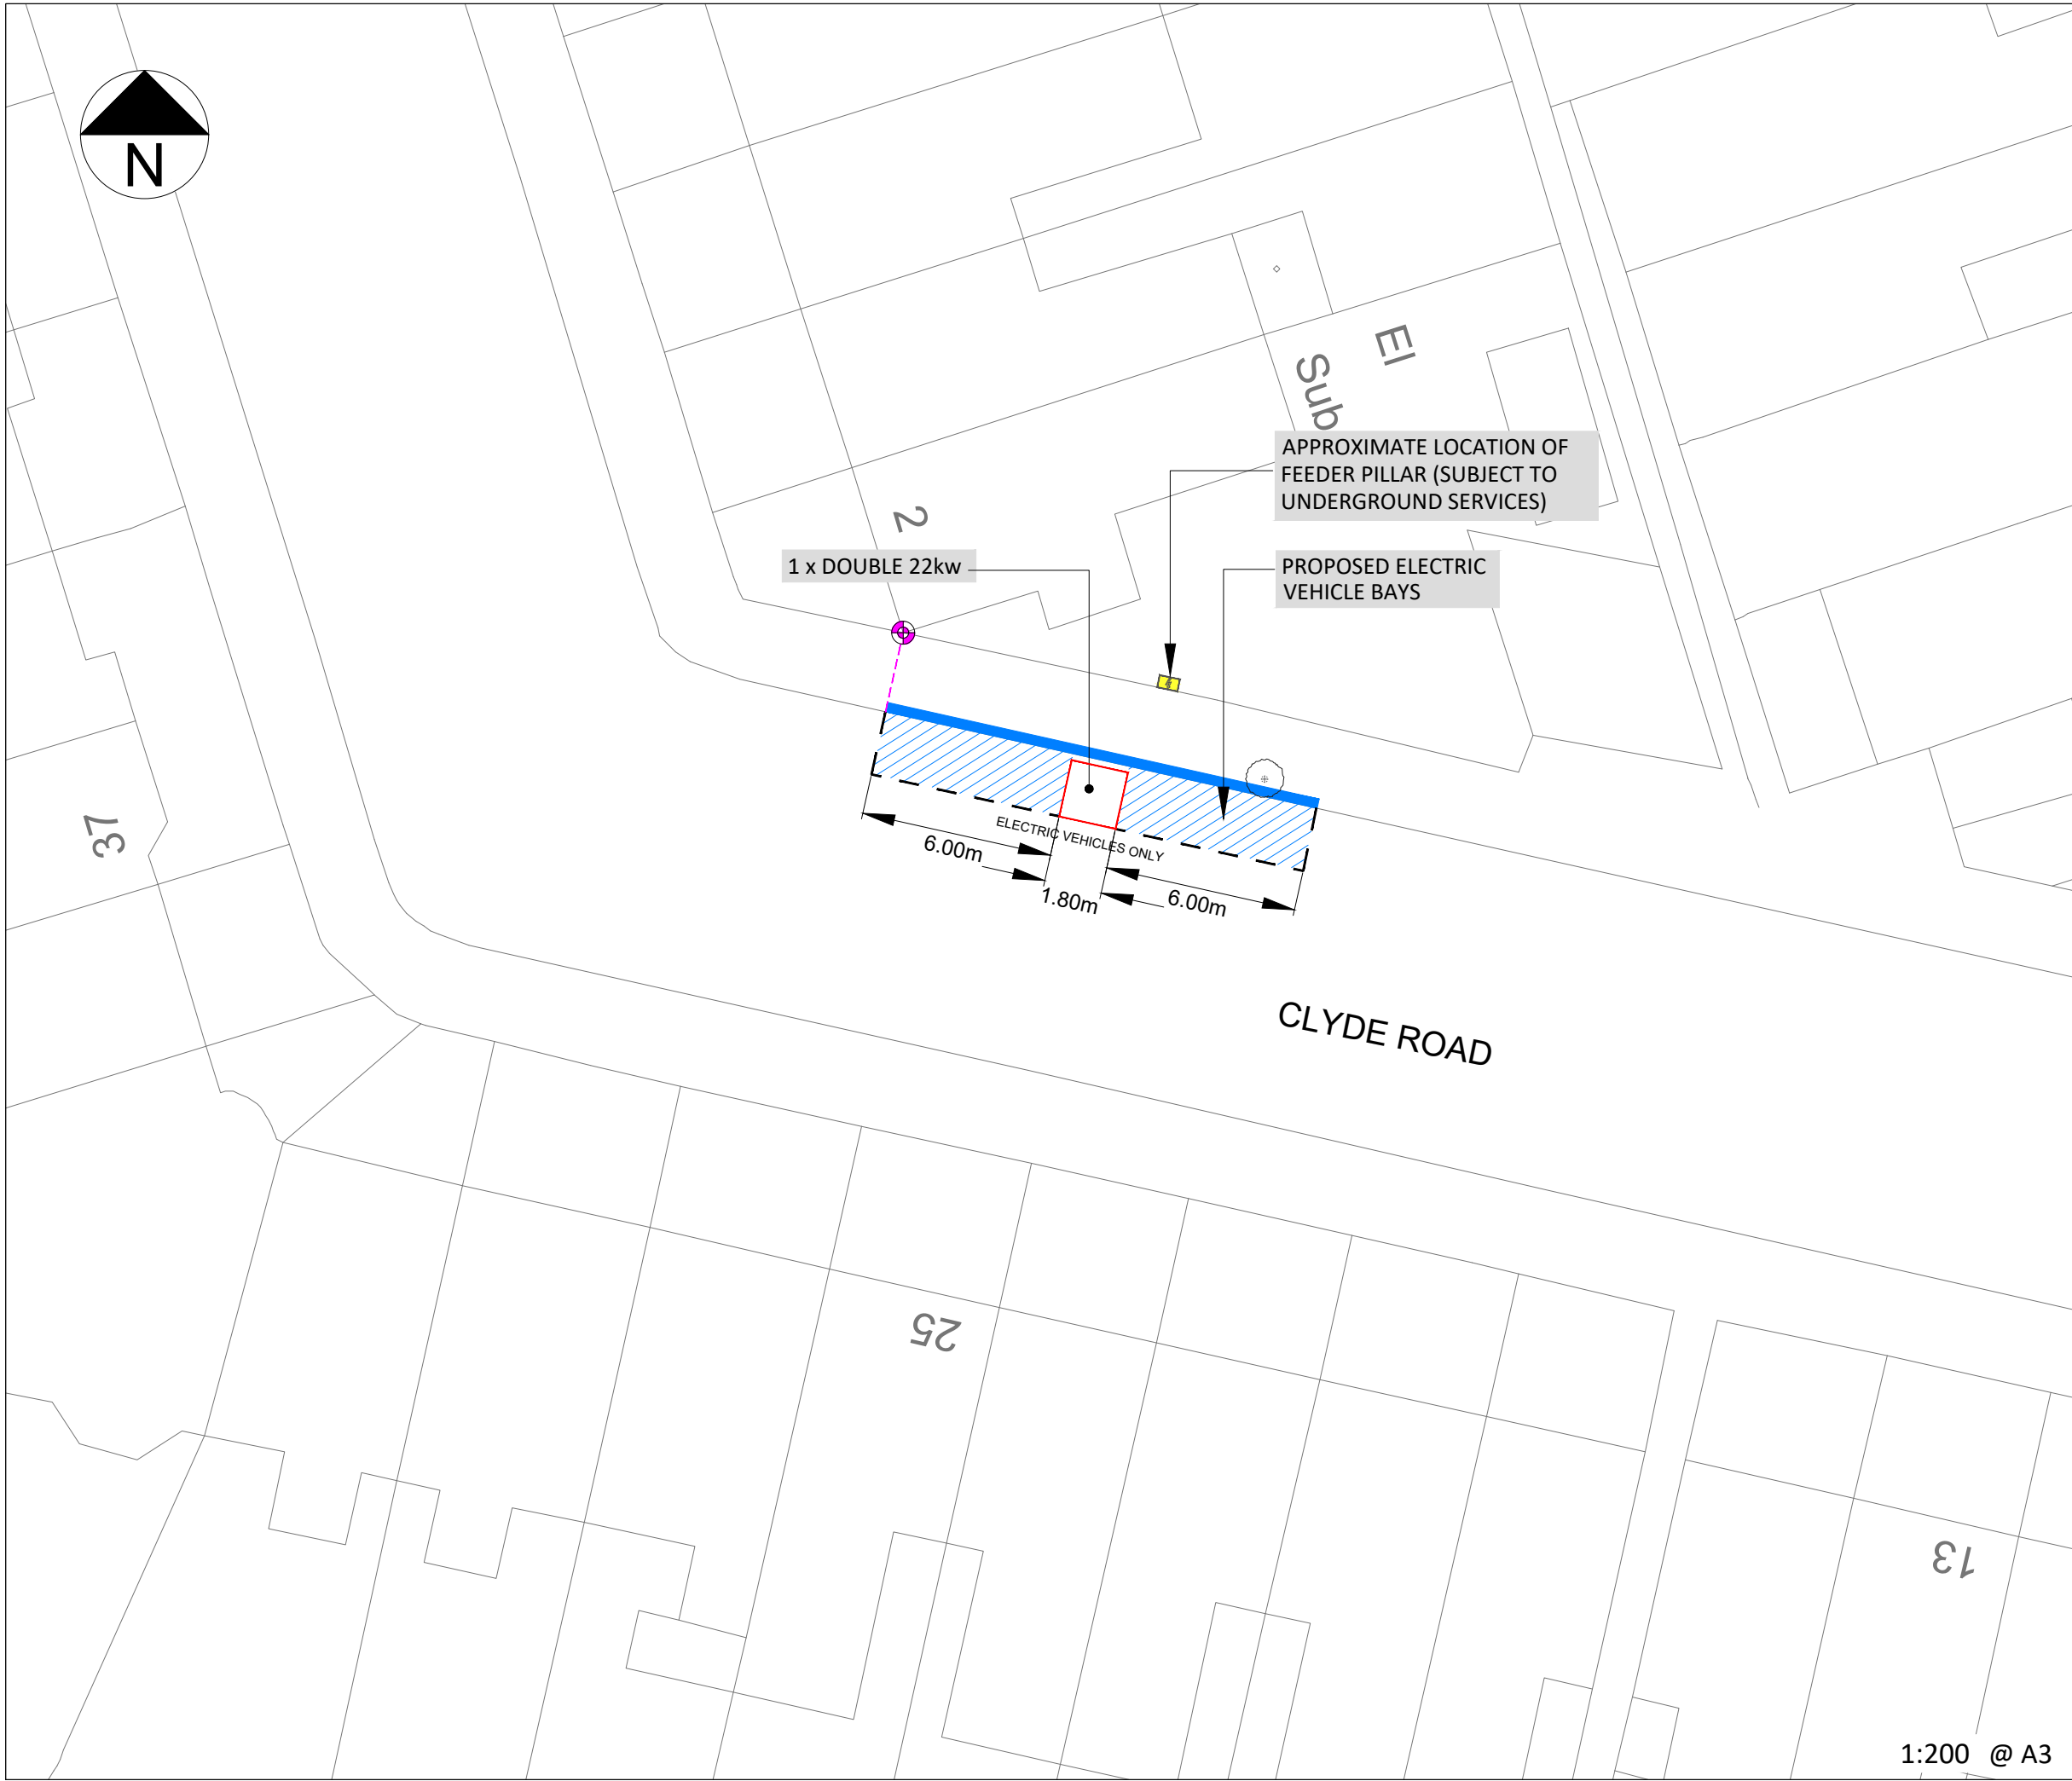 N
El
Sub
APPROXIMATE LOCATION OF
FEEDER PILLAR (SUBJECT TO
UNDERGROUND SERVICES)
2
1 x DOUBLE 22kw
PROPOSED ELECTRIC
VEHICLE BAYS
37
ELECTRIC VEHICLES ONLY
6.00m
1.80m
6.00m
CLYDE ROAD
25
13
1:200 @ A3